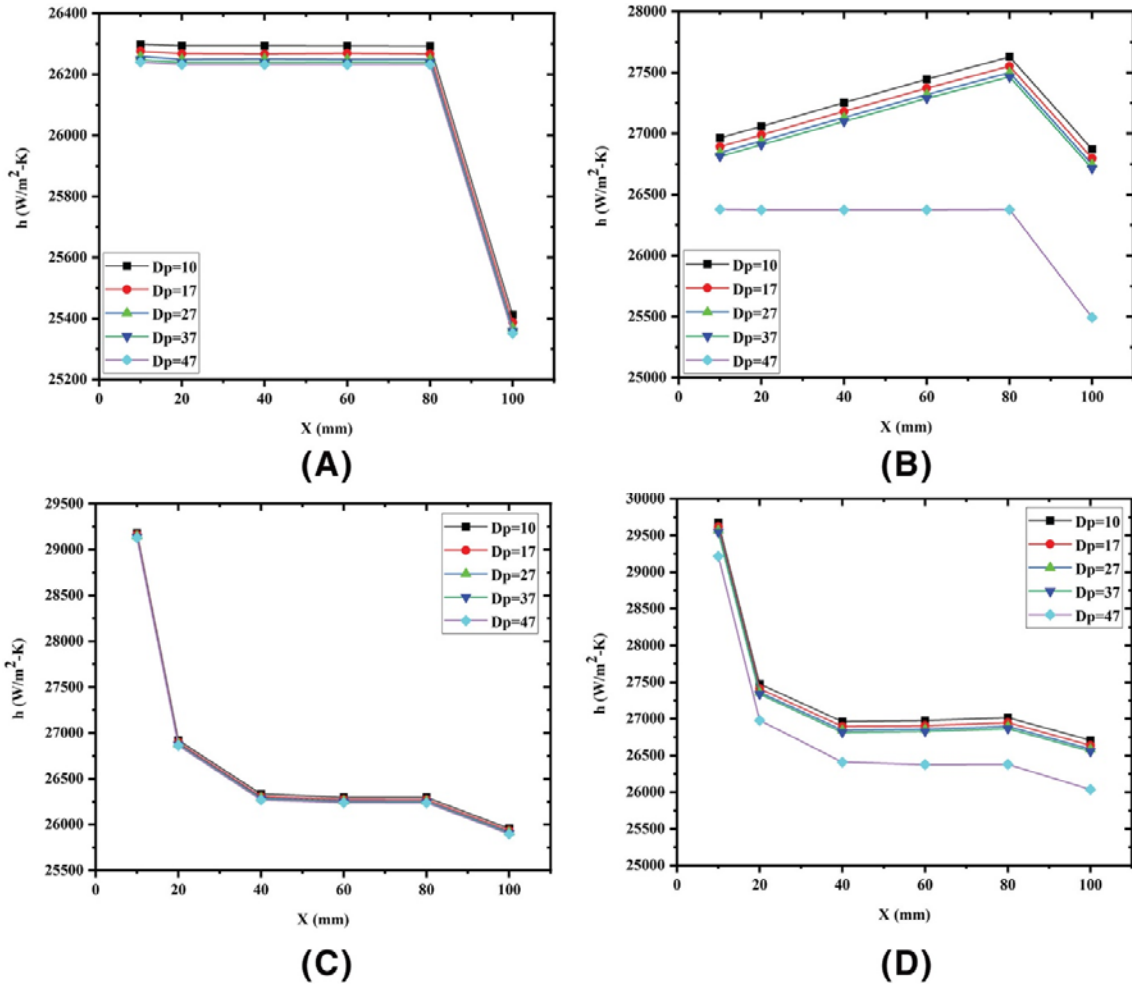 26400
26200
26000
25800
25600
25400
25200
h (W/m²-K)
Dp=10
Dp=17
Dp=27
Dp=37
Dp=47
0 20 40 60 80 100
X (mm)
(A)
28000
27500
27000
26500
26000
25500
25000
h (W/m²-K)
Dp=10
Dp=17
Dp=27
Dp=37
Dp=47
0 20 40 60 80 100
X (mm)
(B)
29500
29000
28500
28000
27500
27000
26500
26000
25500
h (W/m²-K)
Dp=10
Dp=17
Dp=27
Dp=37
Dp=47
0 20 40 60 80 100
X (mm)
(C)
30000
29500
29000
28500
28000
27500
27000
26500
26000
25500
25000
h (W/m²-K)
Dp=10
Dp=17
Dp=27
Dp=37
Dp=47
0 20 40 60 80 100
X (mm)
(D)